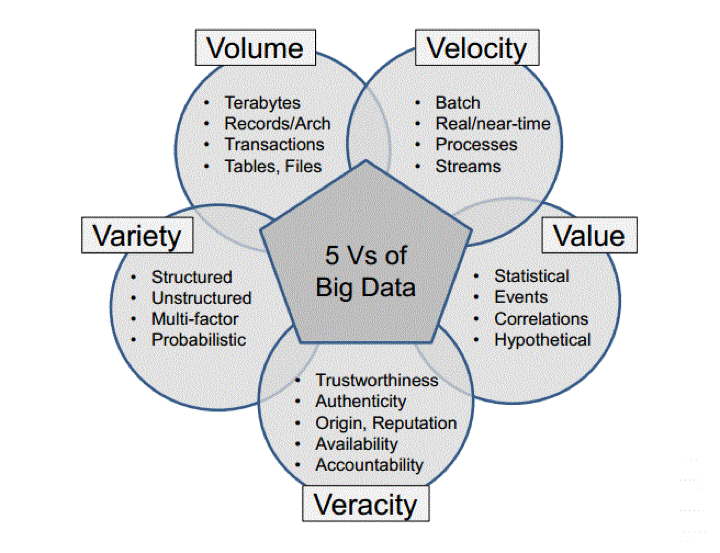 Volume
• Terabytes
• Records/Arch
• Transactions
• Tables, Files
Velocity
• Batch
• Real/near-time
• Processes
• Streams
Variety
• Structured
• Unstructured
• Multi-factor
• Probabilistic
5 Vs of
Big Data
Value
• Statistical
• Events
• Correlations
• Hypothetical
• Trustworthiness
• Authenticity
• Origin, Reputation
• Availability
• Accountability
Veracity